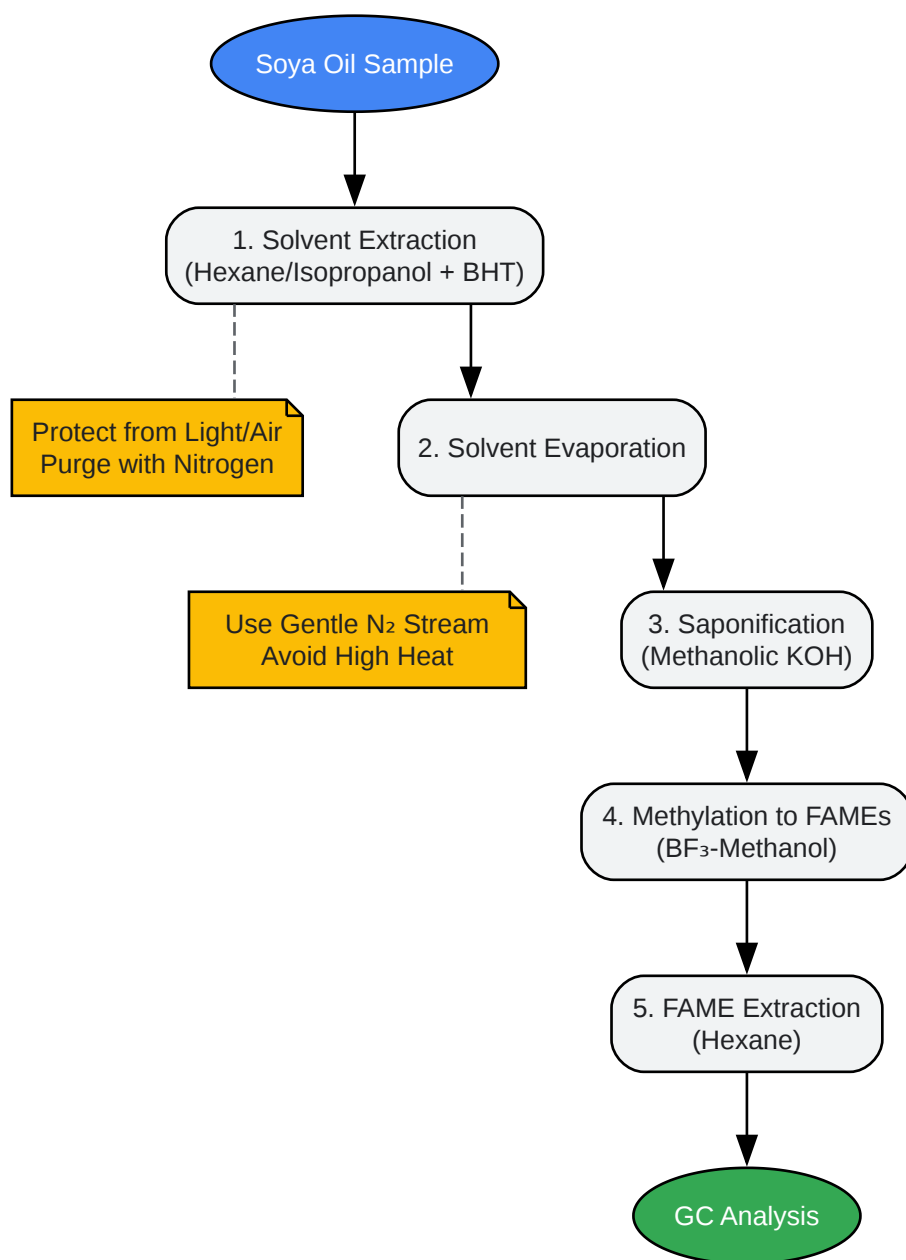 Soya Oil Sample
1. Solvent Extraction
(Hexane/Isopropanol + BHT)
Protect from Light/Air
Purge with Nitrogen
2. Solvent Evaporation
Use Gentle N₂ Stream
Avoid High Heat
3. Saponification
(Methanolic KOH)
4. Methylation to FAMEs
(BF₃-Methanol)
5. FAME Extraction
(Hexane)
GC Analysis